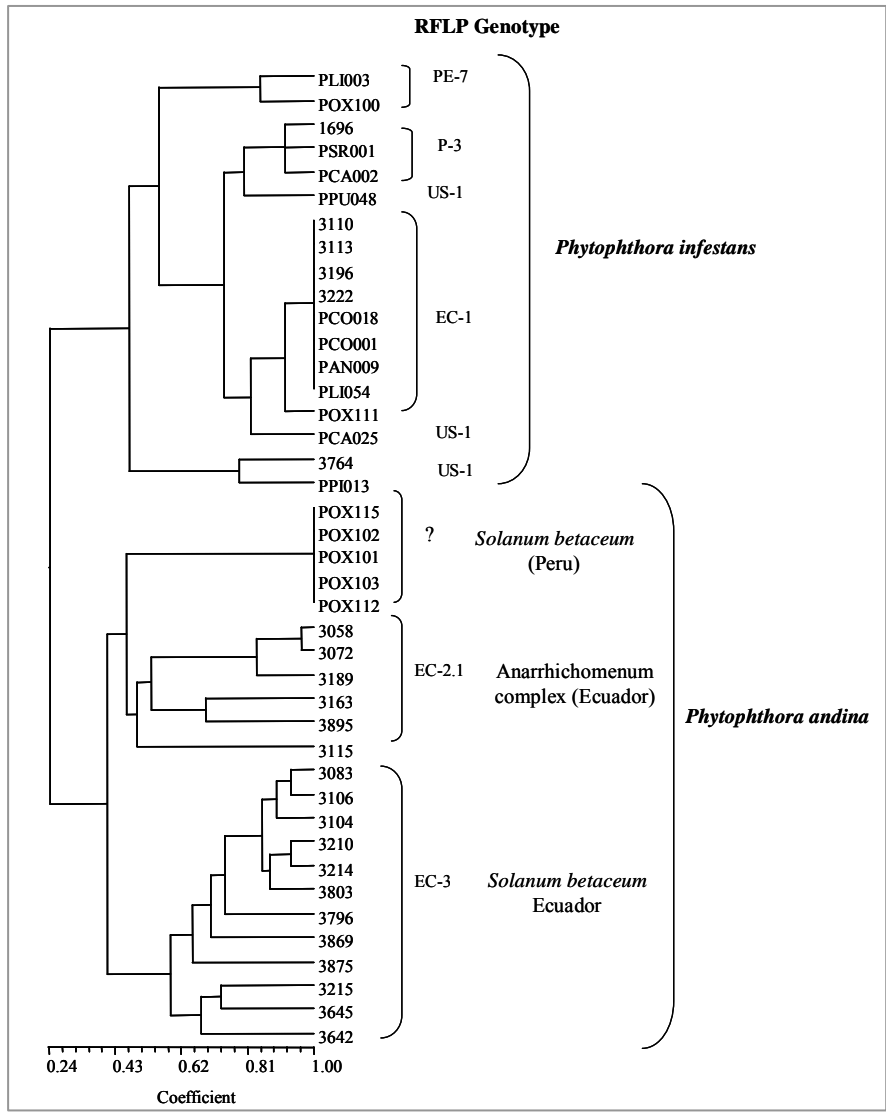 RFLP Genotype
PLI003
PE-7
POX100
1696
PSR001
P-3
PCA002
PPU048
US-1
3110
3113
Phytophthora infestans
3196
3222
PCO018
EC-1
PCO001
PAN009
PLI054
POX111
PCA025
US-1
3764
US-1
PPI013
POX115
POX102
?
Solanum betaceum
(Peru)
POX101
POX103
POX112
3058
3072
EC-2.1
Anarrhichomenum
complex (Ecuador)
3189
3163
Phytophthora andina
3895
3115
3083
3106
3104
3210
3214
EC-3
Solanum betaceum
Ecuador
3803
3796
3869
3875
3215
3645
3642
0.24 0.43 0.62 0.81 1.00
Coefficient